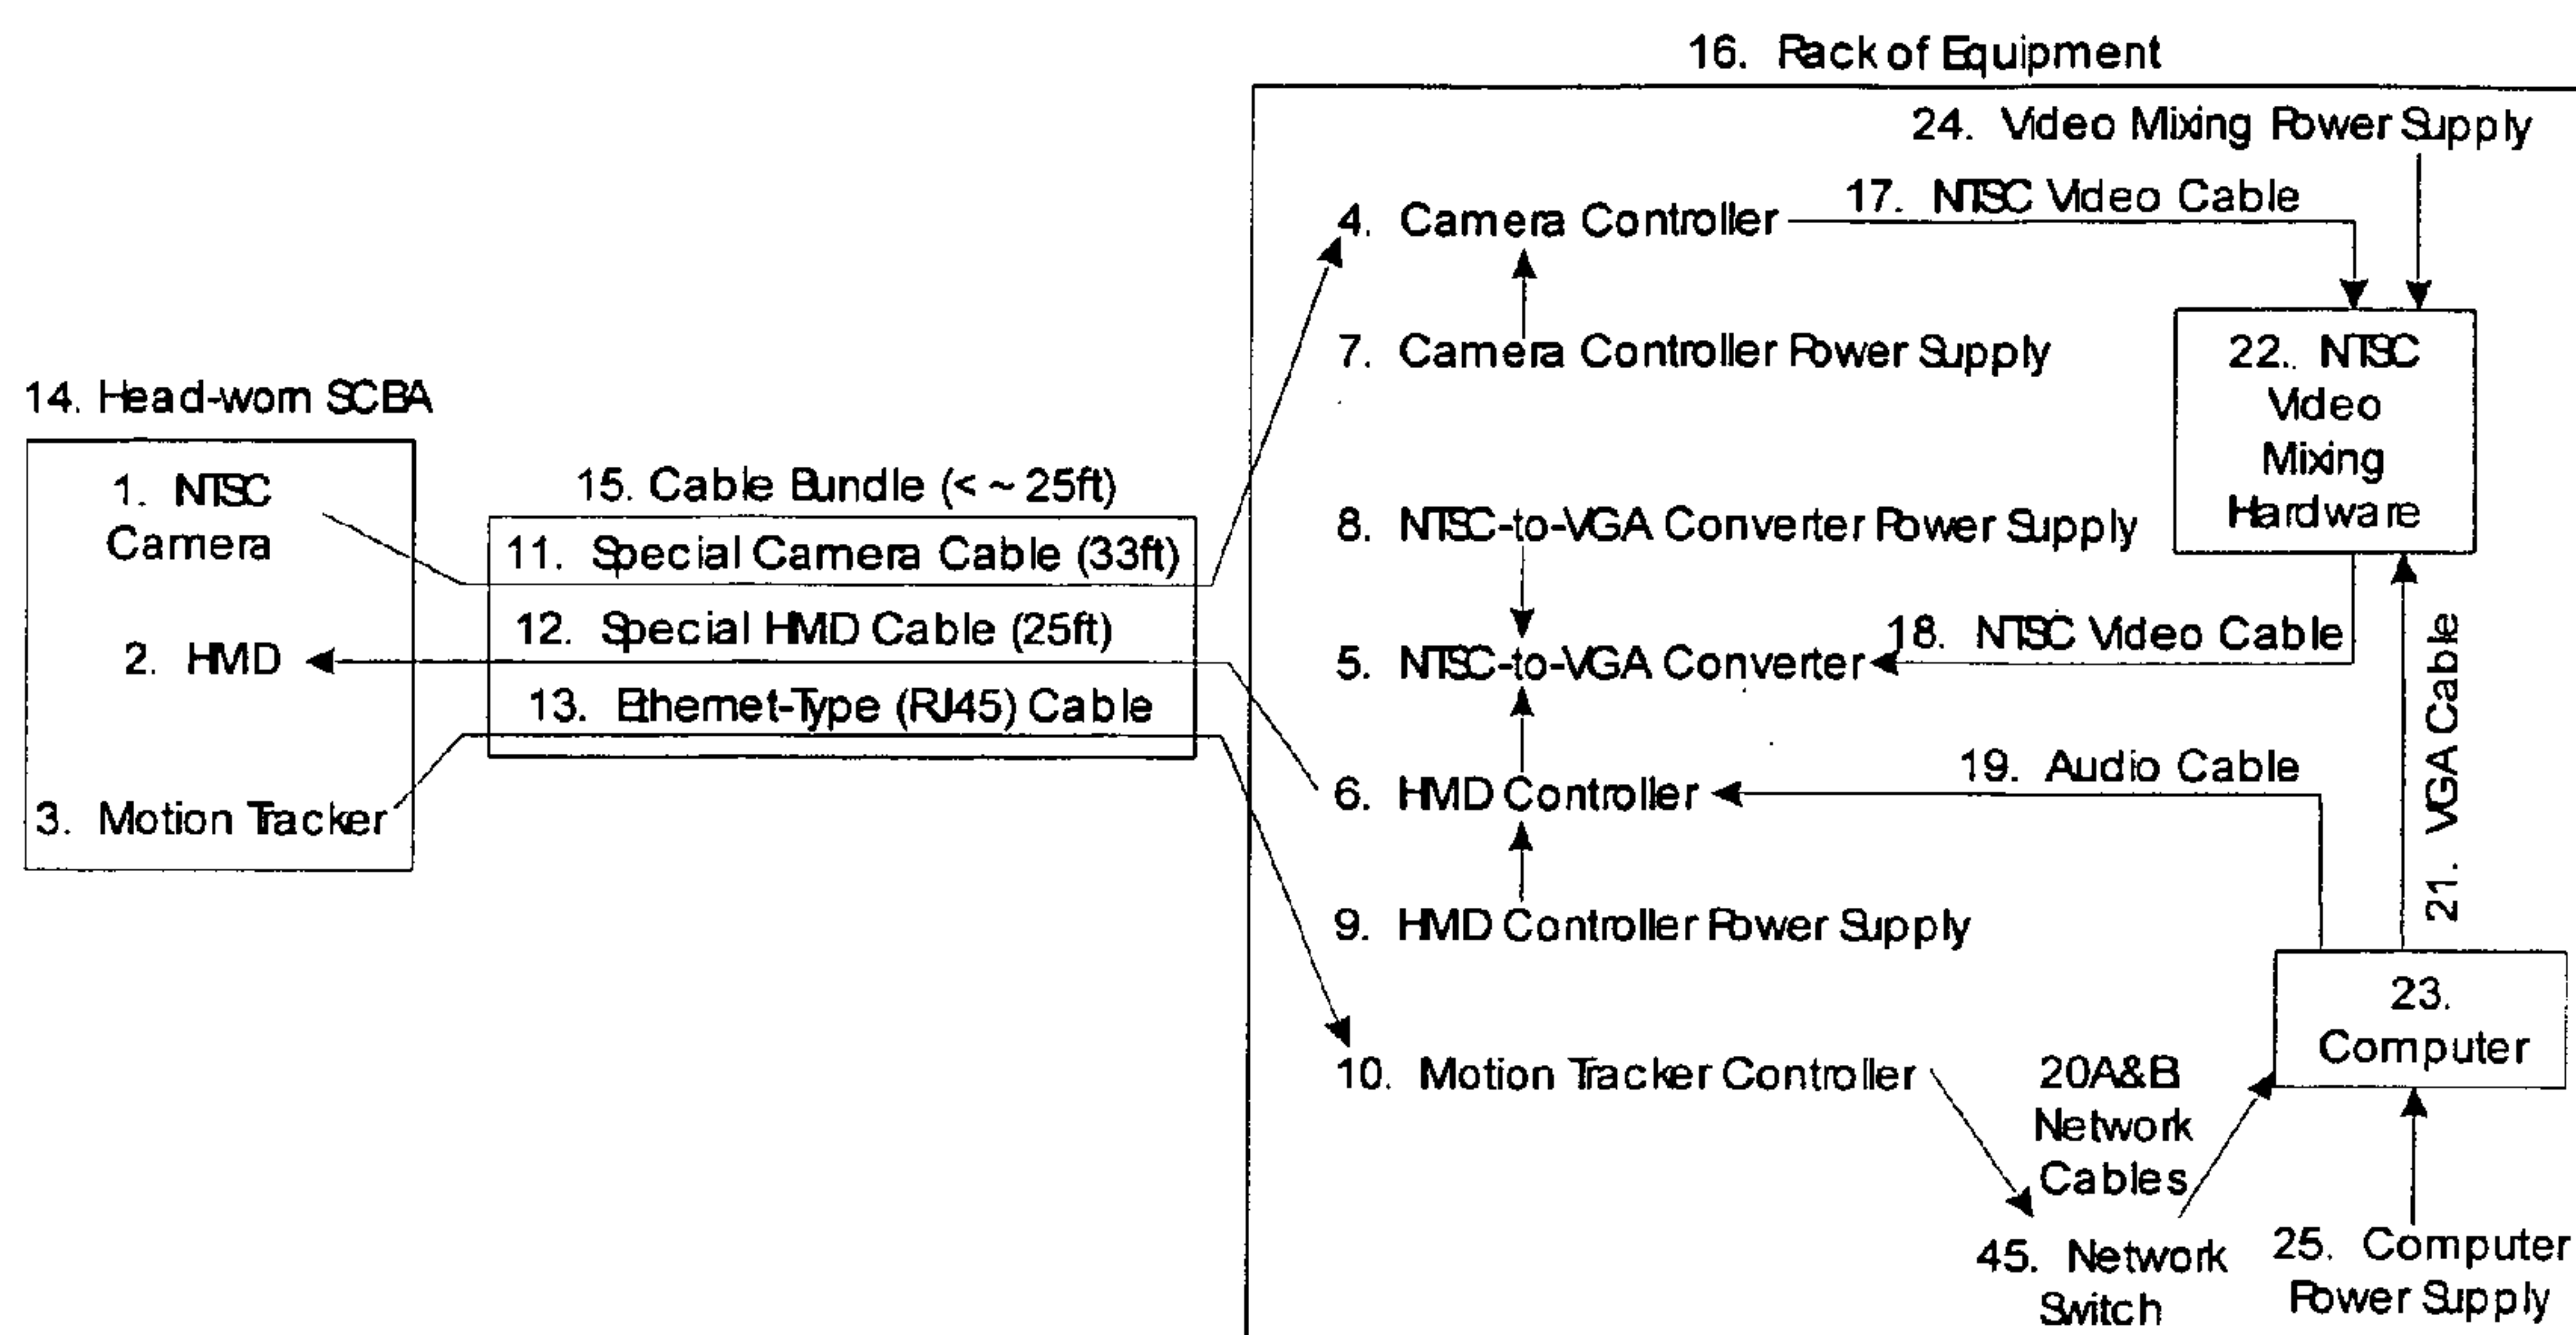 16. Rack of Equipment
24. Video Mixing Power Supply
17. NTSC Video Cable
4. Camera Controller
7. Camera Controller Power Supply
22.. NTSC
Video
Mixing
Hardware
14. Head-worn SCBA
1. NTSC
Camera
2. HMD
3. Motion Tracker
15. Cable Bundle (< ~ 25ft)
11. Special Camera Cable (33ft)
12. Special HMD Cable (25ft)
13. Ethernet-Type (RJ45) Cable
8. NTSC-to-VGA Converter Power Supply
5. NTSC-to-VGA Converter
18. NTSC Video Cable
21. VGA Cable
19. Audio Cable
6. HMD Controller
9. HMD Controller Power Supply
23.
Computer
10. Motion Tracker Controller
20A&B
Network
Cables
45. Network
Switch
25. Computer
Power Supply